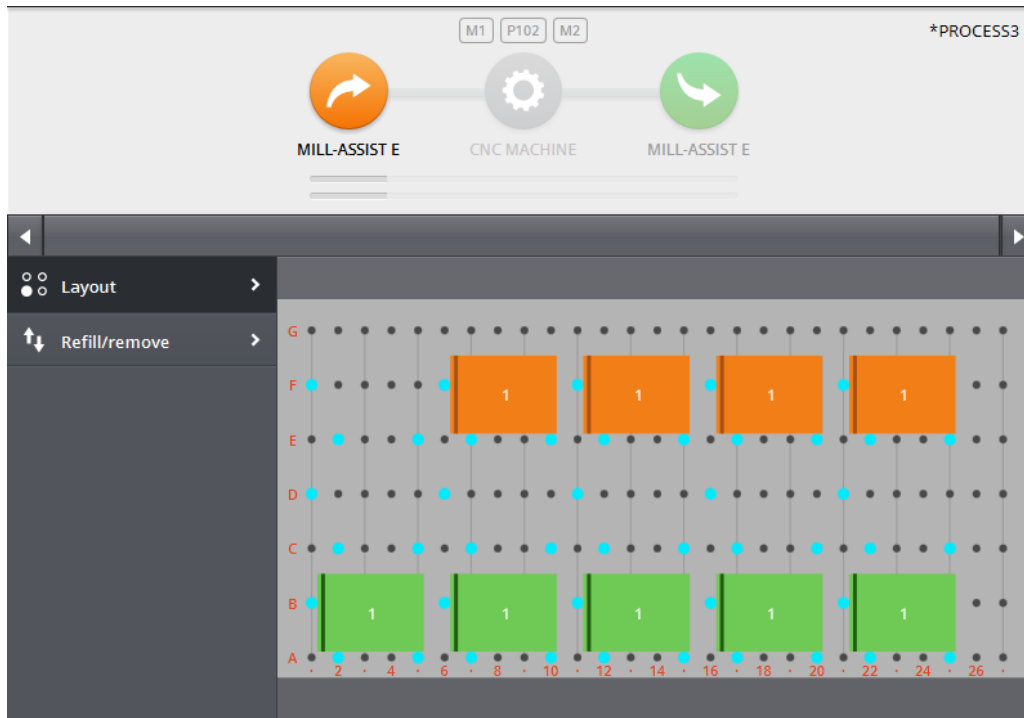 M1 P102 M2
*PROCESS3
MILL-ASSIST E CNC MACHINE MILL-ASSIST E
Layout
Refill/remove
G
F 1 1 1 1
E
D
C
B 1 1 1 1 1
A
2 4 6 8 10 12 14 16 18 20 22 24 26